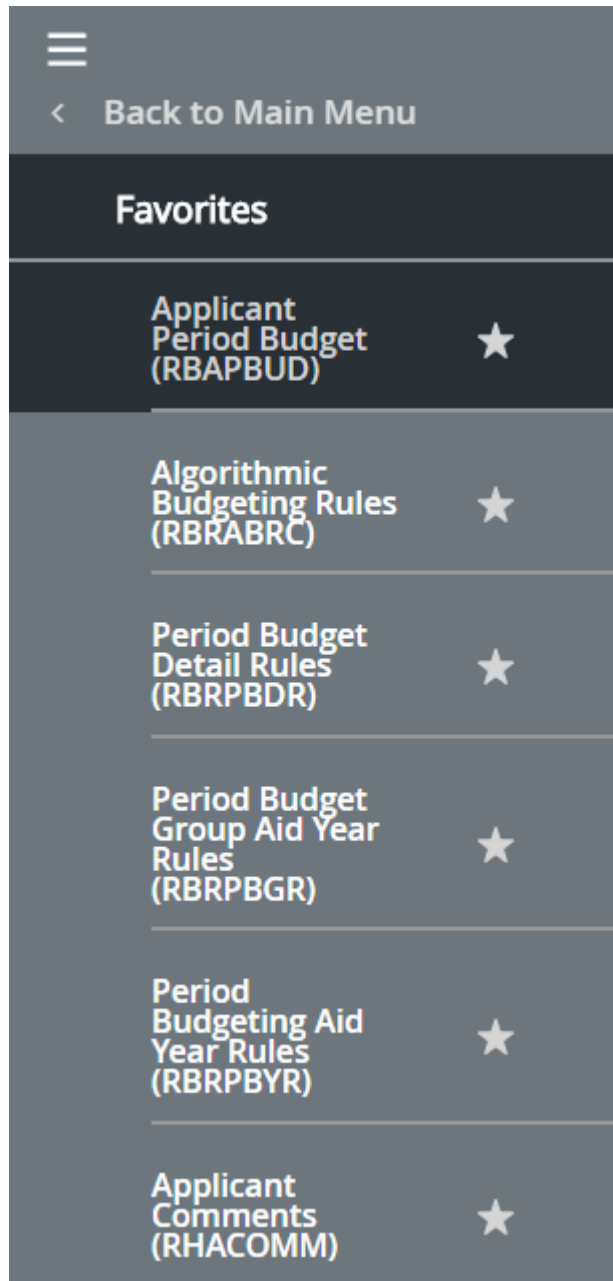 Back to Main Menu
Favorites
Applicant
Period Budget
(RBAPBUD)
Algorithmic
Budgeting Rules
(RBRABRC)
Period Budget
Detail Rules
(RBRPBDR)
Period Budget
Group Aid Year
Rules
(RBRPBGR)
Period
Budgeting Aid
Year Rules
(RBRPBYR)
Applicant
Comments
(RHACOMM)